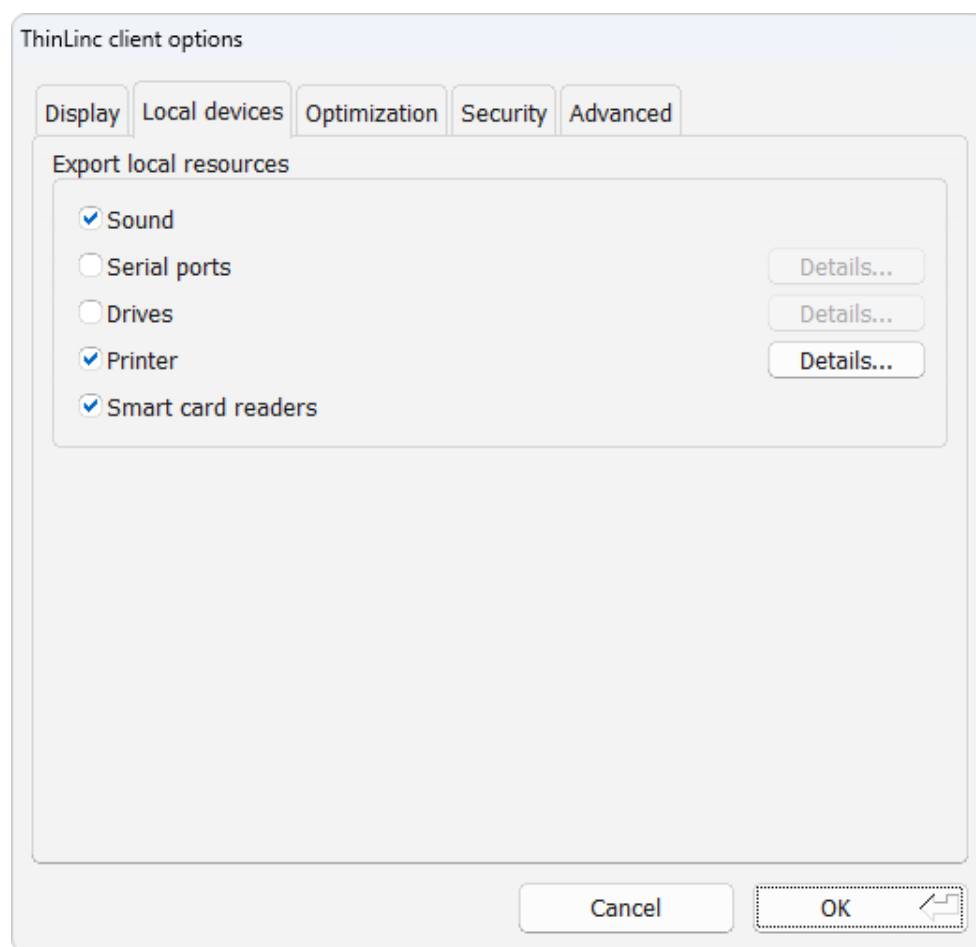 ThinLinc client options
Display Local devices Optimization Security Advanced
Export local resources
Sound
Serial ports Details...
Drives Details...
Printer Details...
Smart card readers
Cancel OK